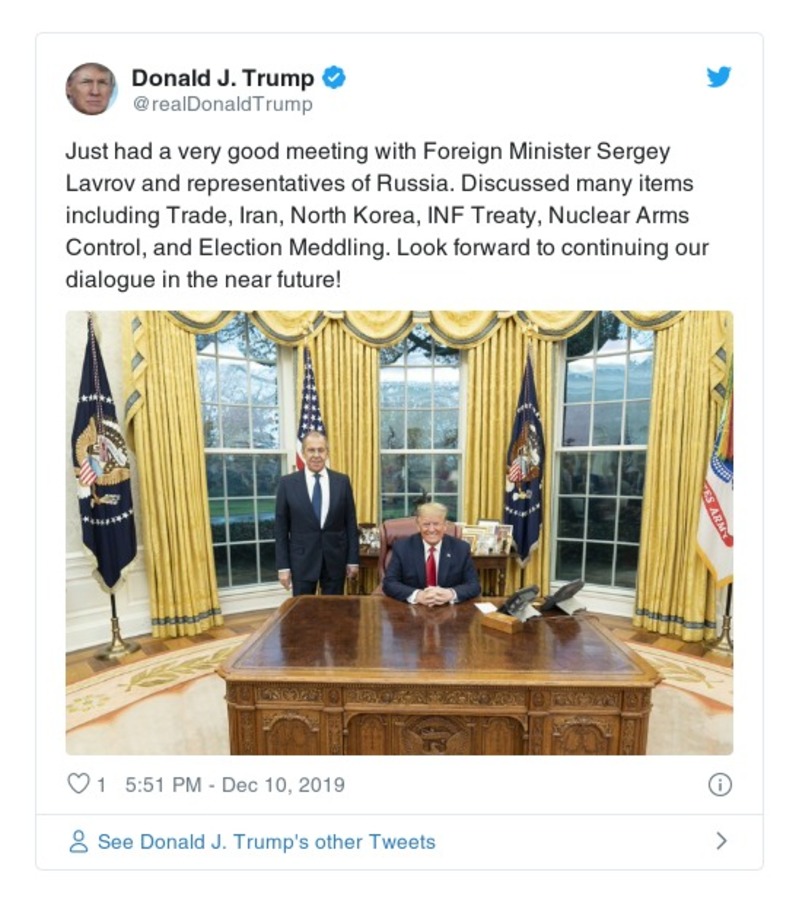 Donald J. Trump
@realDonaldTrump
Just had a very good meeting with Foreign Minister Sergey
Lavrov and representatives of Russia. Discussed many items
including Trade, Iran, North Korea, INF Treaty, Nuclear Arms
Control, and Election Meddling. Look forward to continuing our
dialogue in the near future!
ES ARMY
1 5:51 PM - Dec 10, 2019
See Donald J. Trump's other Tweets